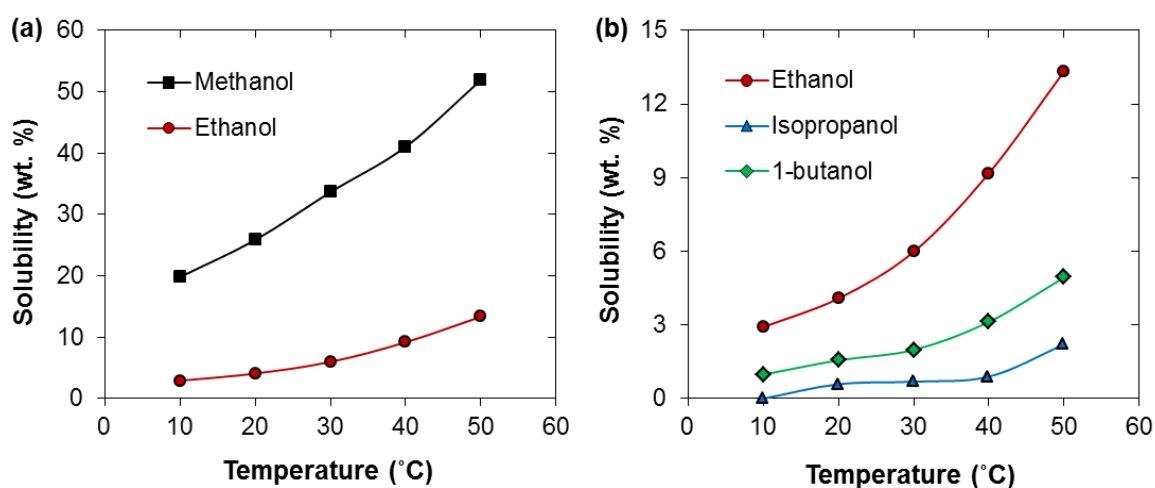 (a)
Solubility (wt. %)
60
50
40
30
20
10
0
Methanol
Ethanol
0 10 20 30 40 50 60
Temperature (˚C)
(b)
Solubility (wt. %)
15
12
9
6
3
0
Ethanol
Isopropanol
1-butanol
0 10 20 30 40 50 60
Temperature (˚C)